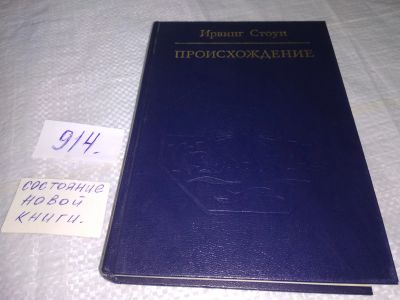 Ирвинг Стоун
ПРОИСХОЖДЕНИЕ
914.
СОСТОЯНИЕ
НОВОЙ
КНИГИ.